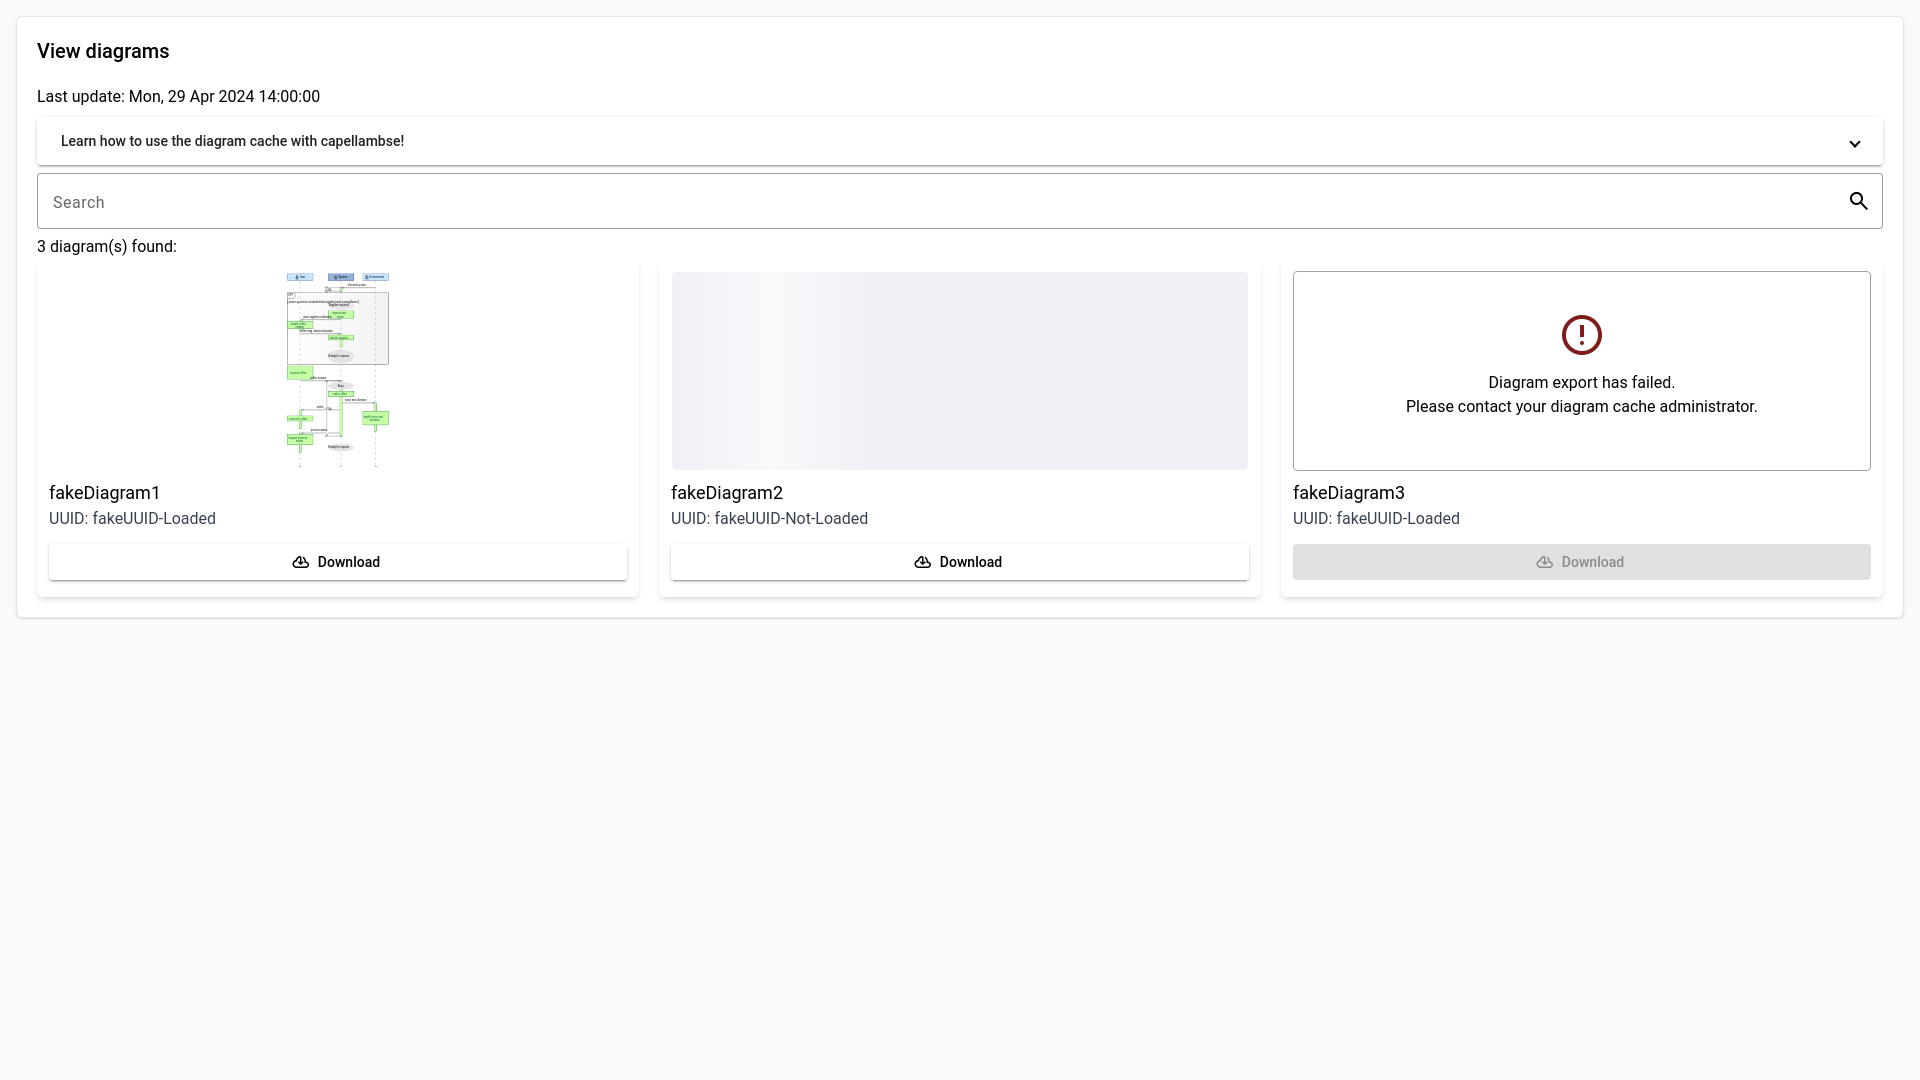 View diagrams
Last update: Mon, 29 Apr 2024 14:00:00
Learn how to use the diagram cache with capellambse!
Search
3 diagram(s) found:
Diagram export has failed.
Please contact your diagram cache administrator.
fakeDiagram1
fakeDiagram2
fakeDiagram3
UUID: fakeUUID-Loaded
UUID: fakeUUID-Not-Loaded
UUID: fakeUUID-Loaded
Download
Download
Download